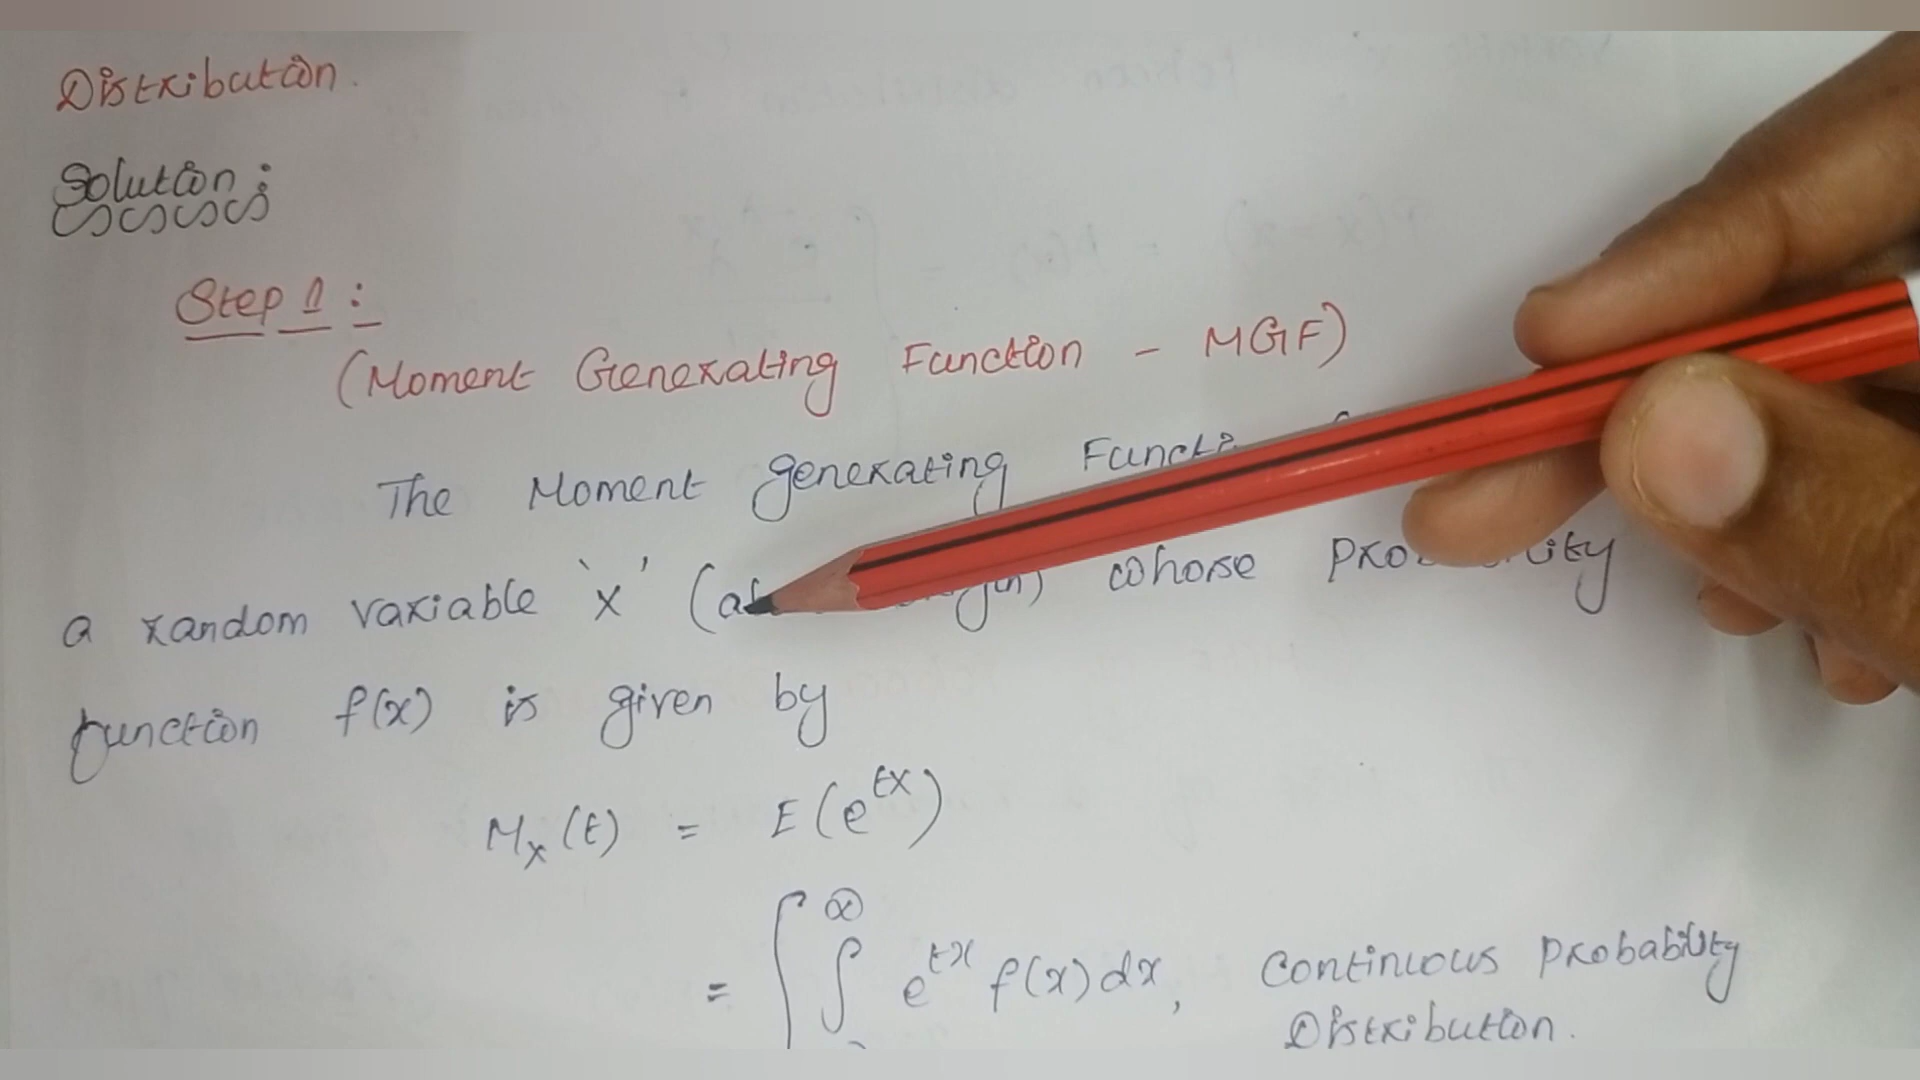 Distribution.
Solution:
Step 1:
(Moment Generating Function - MGF)
The Moment generating
a random variable `x' ( ) whose
function f(x) is given by
Mx(t) = E(e^tx)
= ∫ ∞ e^tx f(x)dx, Continuous Probability
Distribution.